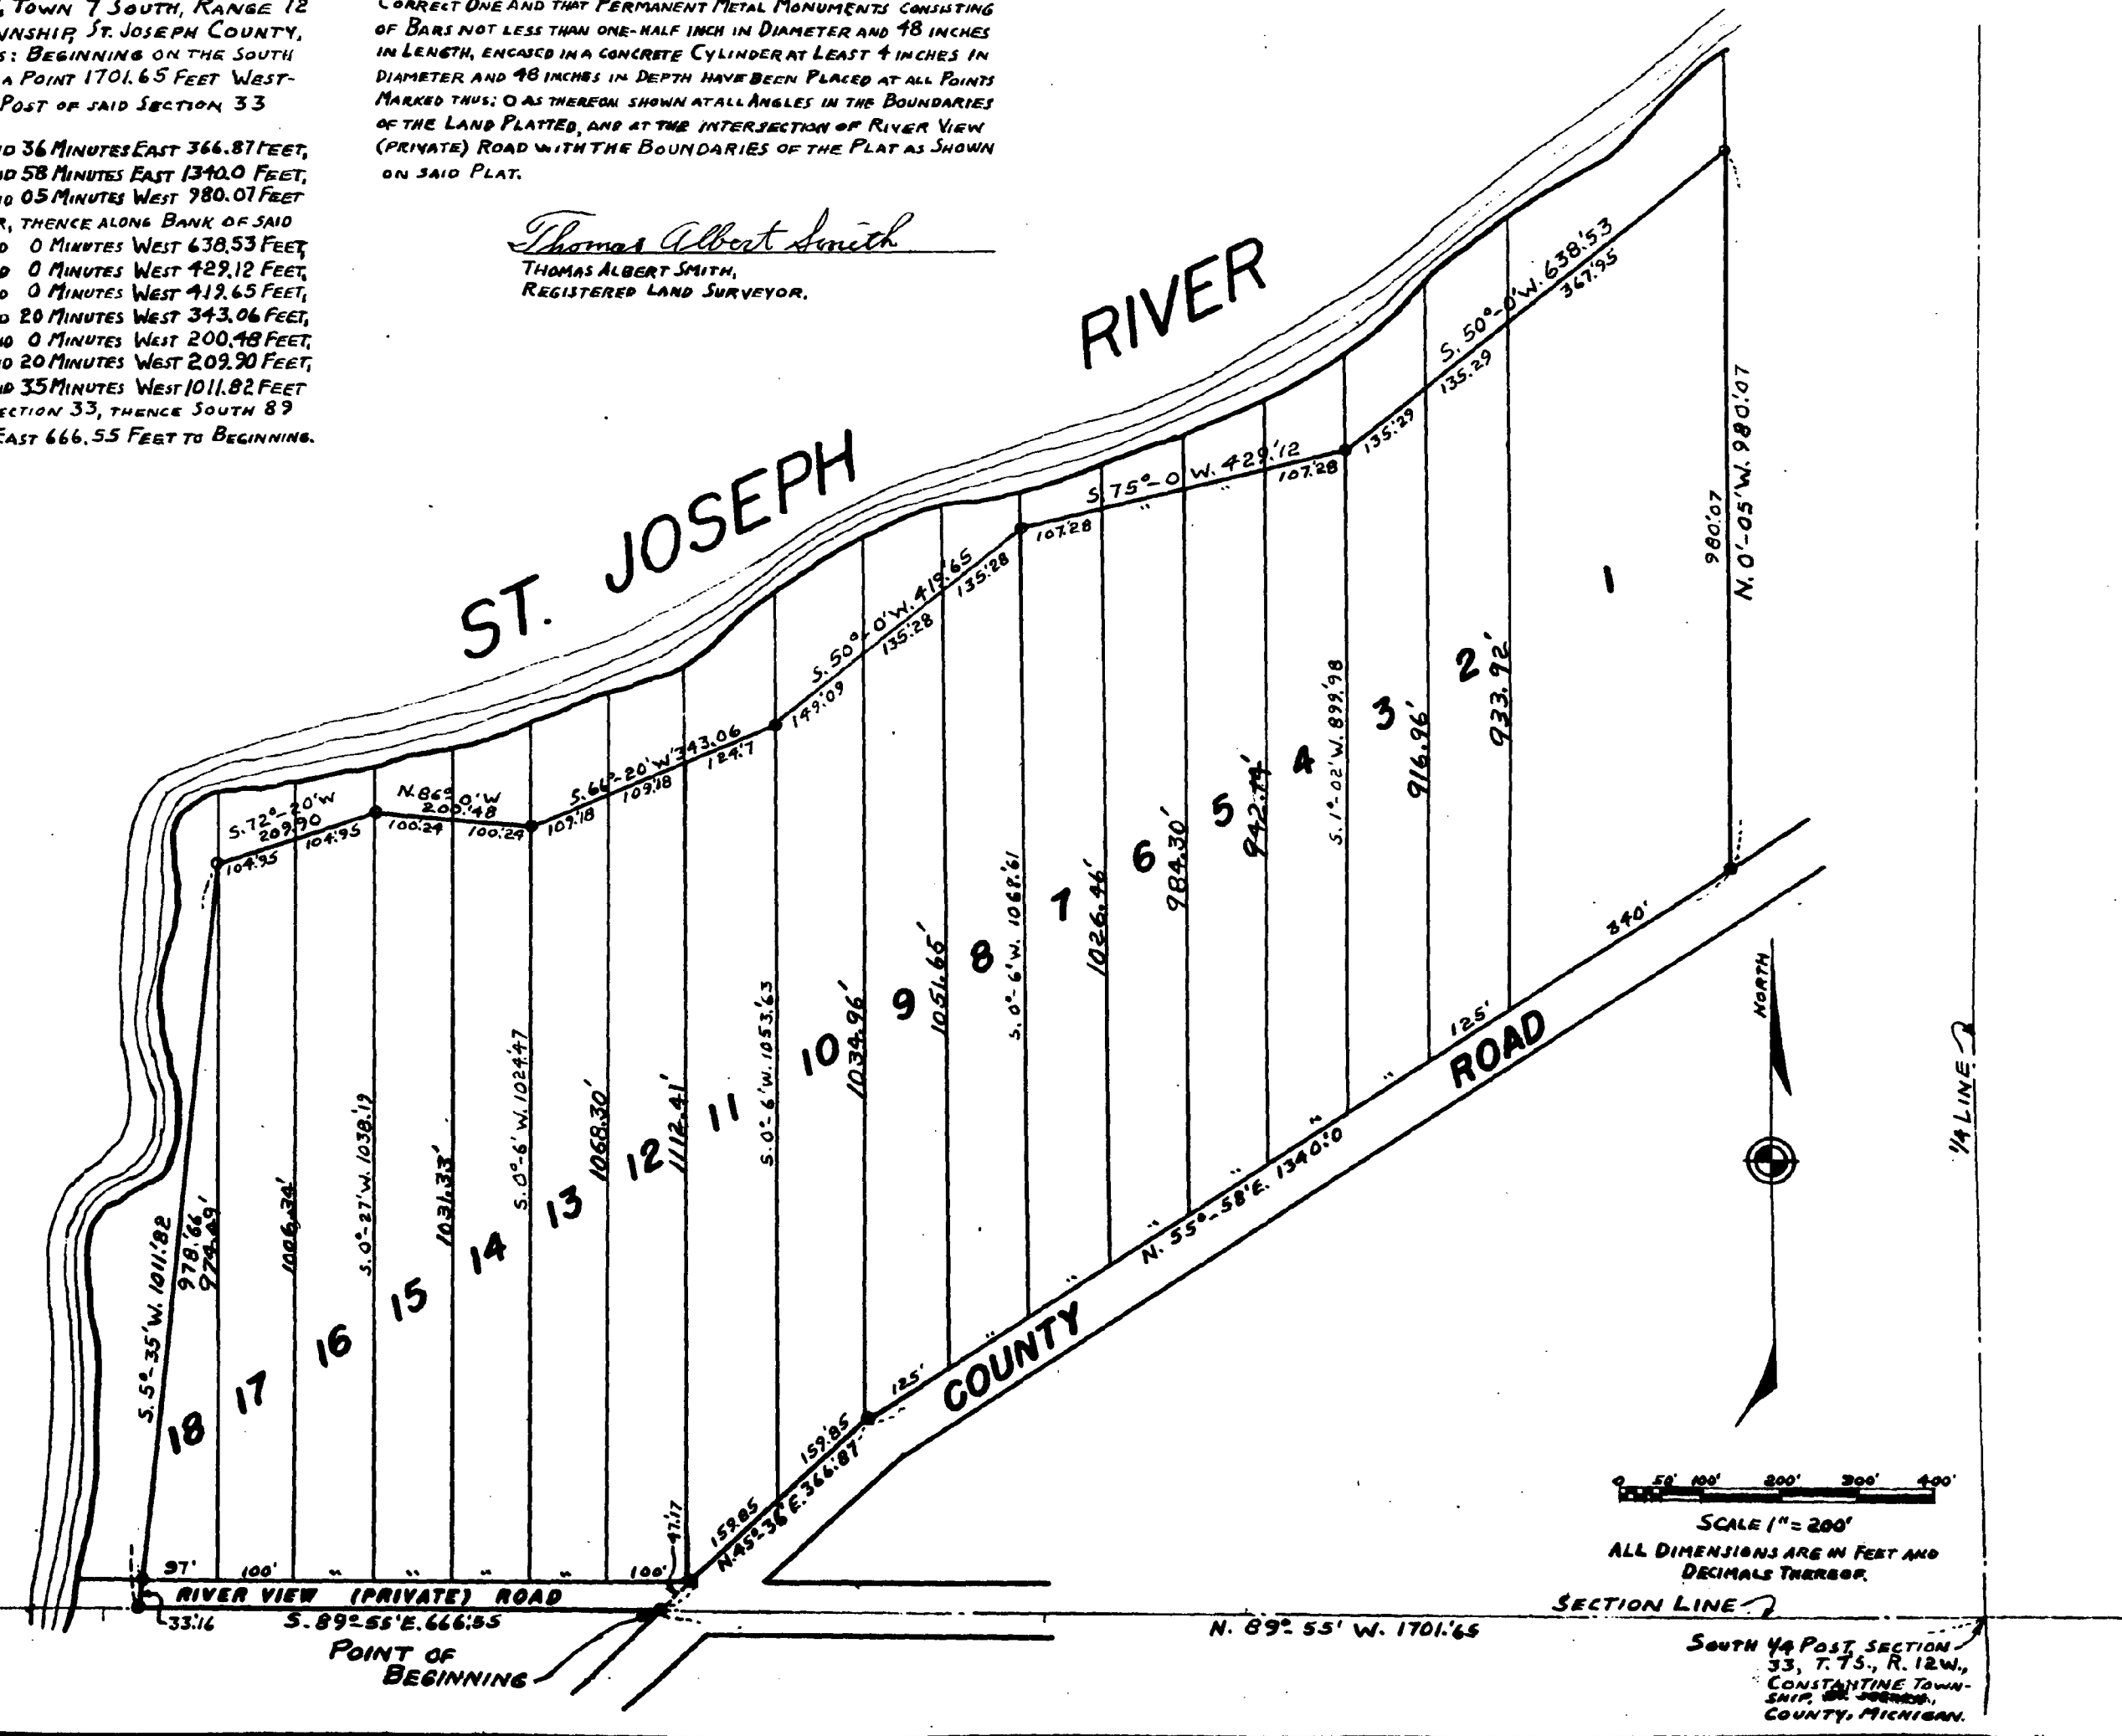 , TOWN 7 SOUTH, RANGE 12
WNSHIP, ST. JOSEPH COUNTY,
S: BEGINNING ON THE SOUTH
A POINT 1701.65 FEET WEST-
POST OF SAID SECTION 33
D 36 MINUTES EAST 366.87 FEET,
D 58 MINUTES EAST 1340.0 FEET,
D 05 MINUTES WEST 980.07 FEET
R, THENCE ALONG BANK OF SAID
D 0 MINUTES WEST 638.53 FEET,
D 0 MINUTES WEST 429.12 FEET,
D 0 MINUTES WEST 419.65 FEET,
D 20 MINUTES WEST 343.06 FEET,
D 0 MINUTES WEST 200.48 FEET,
D 20 MINUTES WEST 209.90 FEET,
D 35 MINUTES WEST 1011.82 FEET
ECTION 33, THENCE SOUTH 89
EAST 666.55 FEET TO BEGINNING.
CORRECT ONE AND THAT PERMANENT METAL MONUMENTS CONSISTING
OF BARS NOT LESS THAN ONE-HALF INCH IN DIAMETER AND 48 INCHES
IN LENGTH, ENCASED IN A CONCRETE CYLINDER AT LEAST 4 INCHES IN
DIAMETER AND 48 INCHES IN DEPTH HAVE BEEN PLACED AT ALL POINTS
MARKED THUS: O AS THEREON SHOWN AT ALL ANGLES IN THE BOUNDARIES
OF THE LAND PLATTED, AND AT THE INTERSECTION OF RIVER VIEW
(PRIVATE) ROAD WITH THE BOUNDARIES OF THE PLAT AS SHOWN
ON SAID PLAT.
Thomas Albert Smith
THOMAS ALBERT SMITH,
REGISTERED LAND SURVEYOR.
ST. JOSEPH RIVER
S. 72°-20'W
209.90
104.95
104.95
N. 86° 0'W
200.'48
100.'24
100.'24
S. 66°-20'W 343.06
109.'18
109.'18
124.'7
S. 50°-0'W. 419.'65
149.'09
135.'28
135.'28
S. 75°-0 W. 429.'12
107.'28
"
"
107.'28
S. 50°-0'W. 638.'53
135.'29
135.'29
367.'95
980.'07
N. 0°-05'W. 980.'07
1
2
933.92'
3
916.96'
4
S. 1°-02'W. 899.'98
5
942.14'
6
984.30'
7
1026.46'
8
S. 0°-6'W. 1068.'61
9
1051.65'
10
1034.96'
11
S. 0°-6'W. 1053.'63
12
1112.41'
13
1068.30'
14
S. 0°-6'W. 1024.47
15
1031.33'
16
S. 0°-27'W. 1038.'19
17
1006.34'
18
978.'66
974.49'
S. 5°-35'W. 1011.'82
340'
125'
"
"
"
"
"
"
125'
N. 55°-58'E. 1340.'0
COUNTY ROAD
159.'85
159.85
N. 45°-36'E. 366.'87
47.'17
97'
100'
"
"
"
"
100'
RIVER VIEW (PRIVATE) ROAD
33.'16
S. 89°-55'E. 666.'55
POINT OF
BEGINNING
N. 89° 55' W. 1701.'65
NORTH
1/4 LINE
0 50' 100' 200' 300' 400'
SCALE 1" = 200'
ALL DIMENSIONS ARE IN FEET AND
DECIMALS THEREOF.
SECTION LINE
SOUTH 1/4 POST, SECTION
33, T. 7S., R. 12W.,
CONSTANTINE TOWN-
SHIP, ST. JOSEPH,
COUNTY, MICHIGAN.